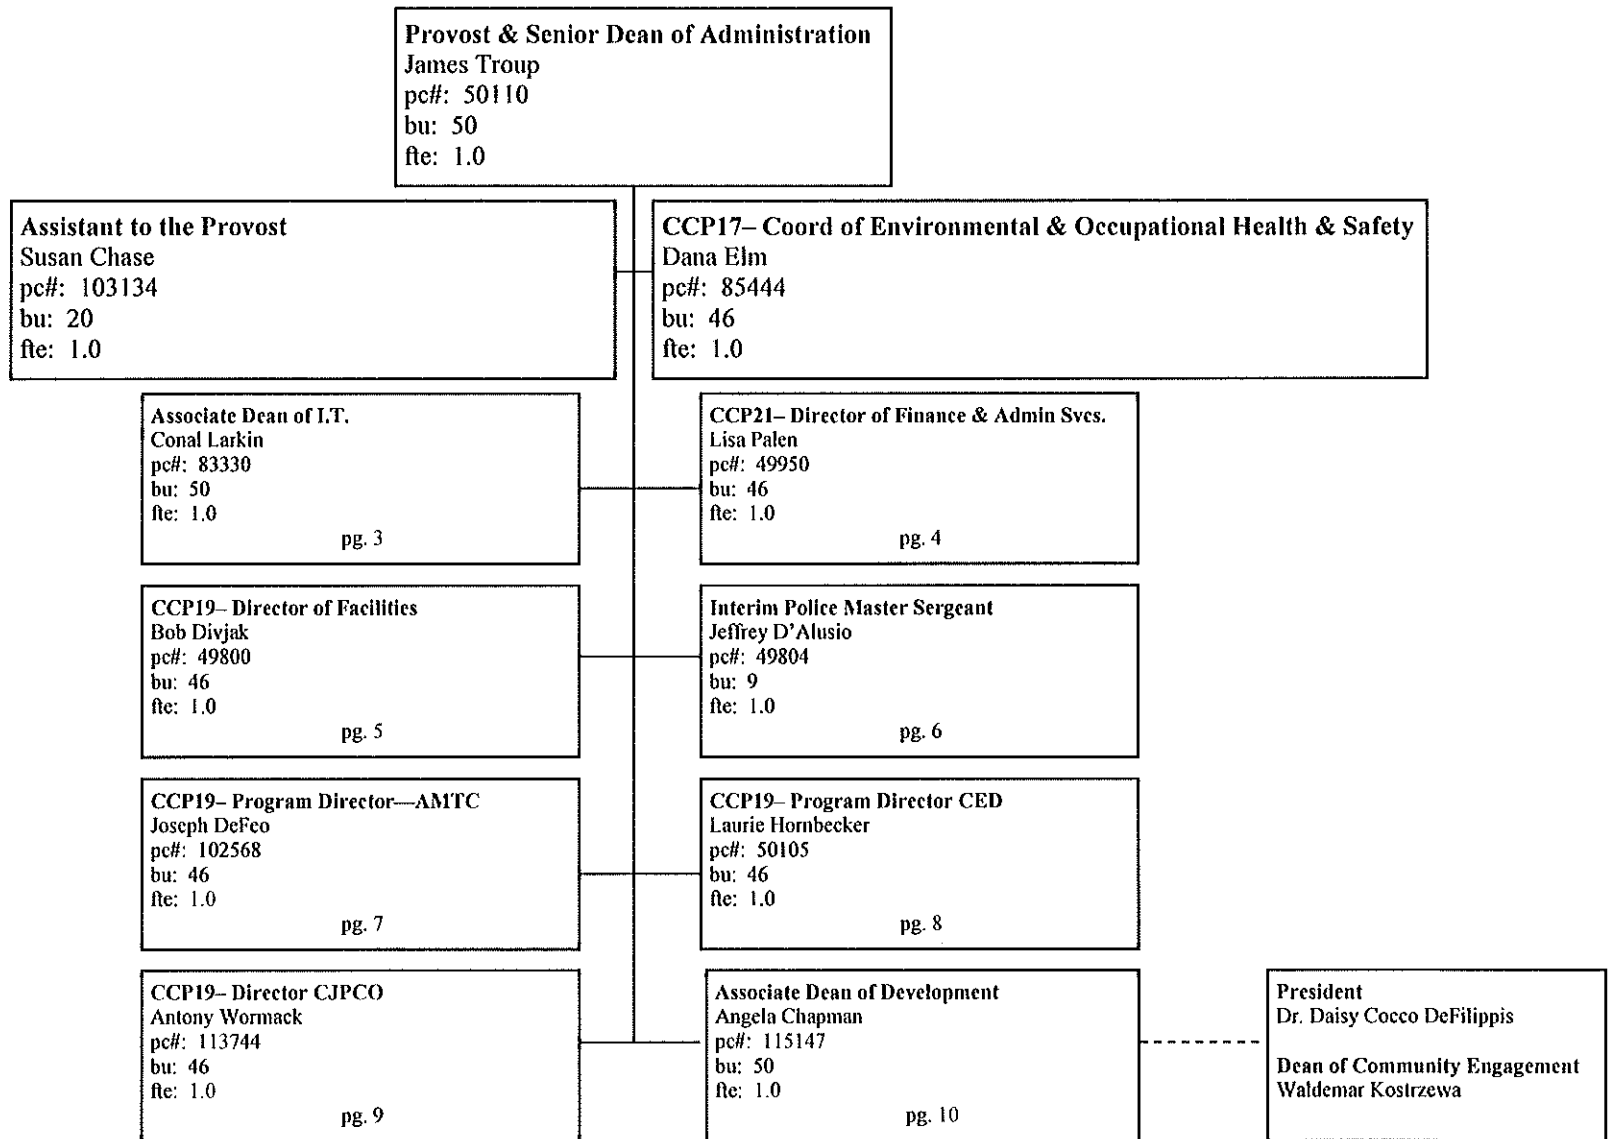 Provost & Senior Dean of Administration
James Troup
pc#: 50110
bu: 50
fte: 1.0
Assistant to the Provost
Susan Chase
pc#: 103134
bu: 20
fte: 1.0
CCP17– Coord of Environmental & Occupational Health & Safety
Dana Elm
pc#: 85444
bu: 46
fte: 1.0
Associate Dean of I.T.
Conal Larkin
pc#: 83330
bu: 50
fte: 1.0
pg. 3
CCP21– Director of Finance & Admin Svcs.
Lisa Palen
pc#: 49950
bu: 46
fte: 1.0
pg. 4
CCP19– Director of Facilities
Bob Divjak
pc#: 49800
bu: 46
fte: 1.0
pg. 5
Interim Police Master Sergeant
Jeffrey D'Alusio
pc#: 49804
bu: 9
fte: 1.0
pg. 6
CCP19– Program Director—AMTC
Joseph DeFeo
pc#: 102568
bu: 46
fte: 1.0
pg. 7
CCP19– Program Director CED
Laurie Hornbecker
pc#: 50105
bu: 46
fte: 1.0
pg. 8
CCP19– Director CJPCO
Antony Wormack
pc#: 113744
bu: 46
fte: 1.0
pg. 9
Associate Dean of Development
Angela Chapman
pc#: 115147
bu: 50
fte: 1.0
pg. 10
President
Dr. Daisy Cocco DeFilippis
Dean of Community Engagement
Waldemar Kostrzewa